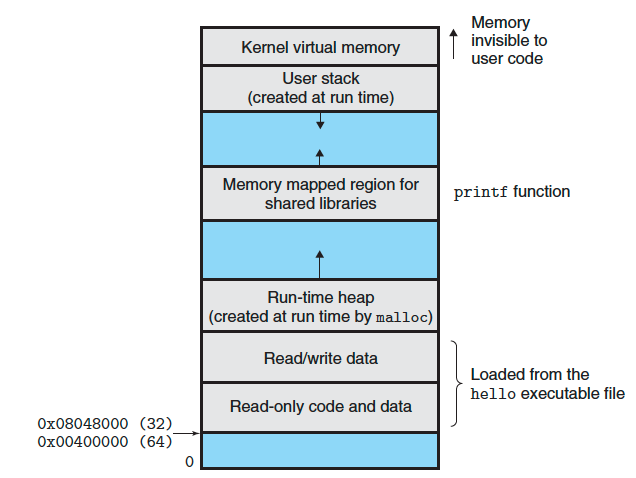 Kernel virtual memory
Memory
invisible to
user code
User stack
(created at run time)
Memory mapped region for
shared libraries
printf function
Run-time heap
(created at run time by malloc)
Read/write data
Loaded from the
hello executable file
Read-only code and data
0x08048000 (32)
0x00400000 (64)
0